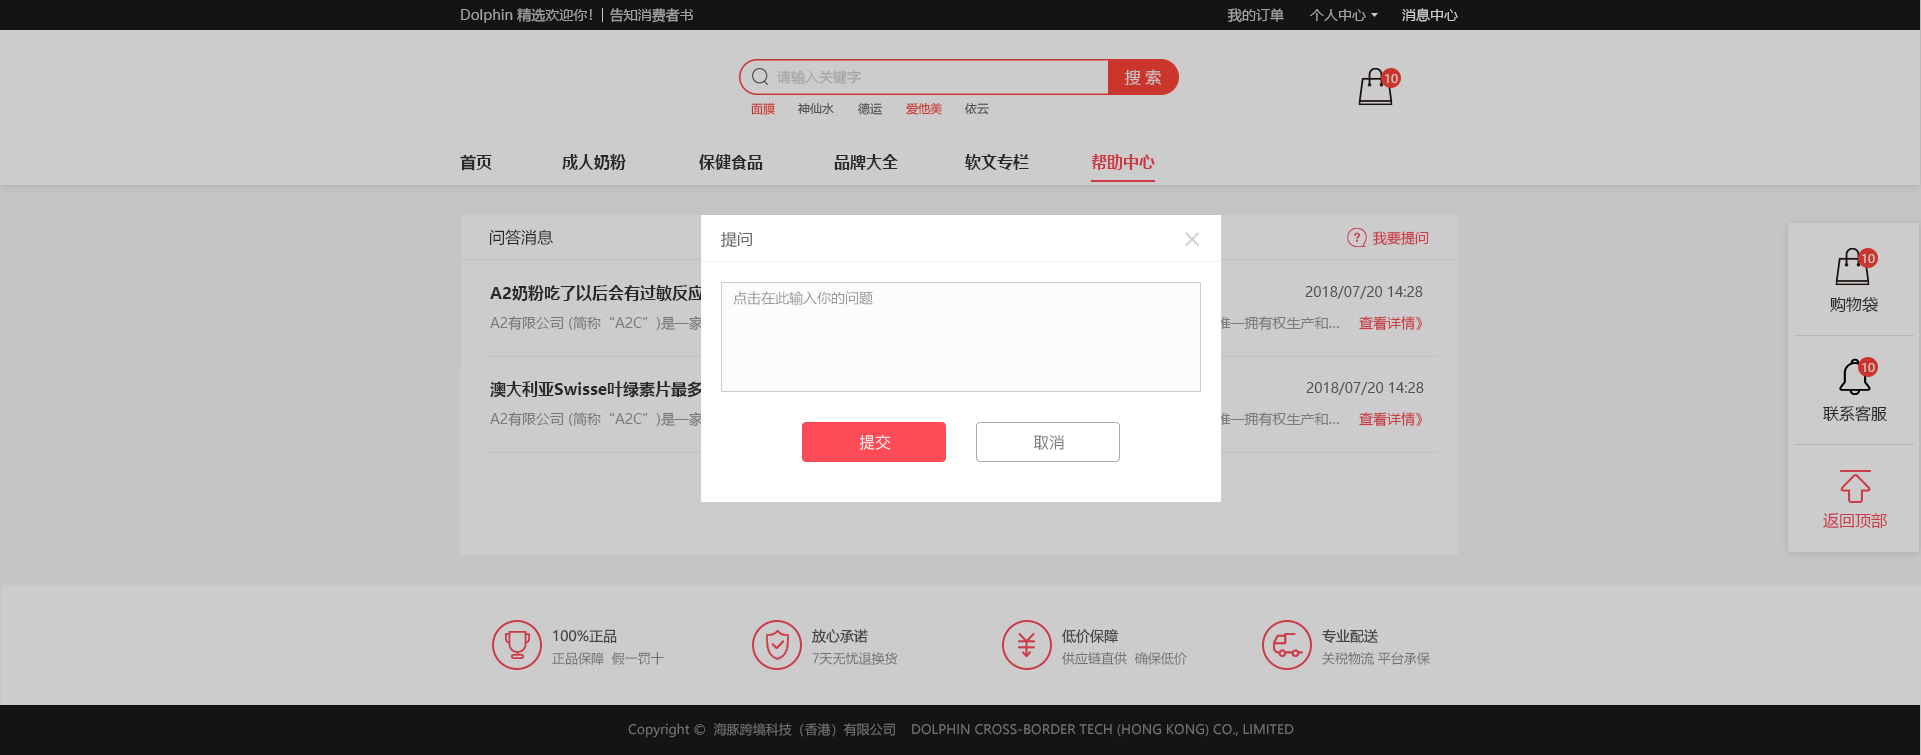 Dolphin 精选欢迎你！| 告知消费者书
我的订单 个人中心 消息中心
请输入关键字 搜 索
10
面膜 神仙水 德运 爱他美 依云
首页 成人奶粉 保健食品 品牌大全 软文专栏 帮助中心
问答消息
? 我要提问
提问
点击在此输入你的问题
提交 取消
A2奶粉吃了以后会有过敏反应 2018/07/20 14:28
A2有限公司 (简称“A2C”)是一家 唯一拥有权生产和... 查看详情》
澳大利亚Swisse叶绿素片最多 2018/07/20 14:28
A2有限公司 (简称“A2C”)是一家 唯一拥有权生产和... 查看详情》
10
购物袋
10
联系客服
返回顶部
100%正品
正品保障 假一罚十
放心承诺
7天无忧退换货
低价保障
供应链直供 确保低价
专业配送
关税物流 平台承保
Copyright © 海豚跨境科技（香港）有限公司 DOLPHIN CROSS-BORDER TECH (HONG KONG) CO., LIMITED